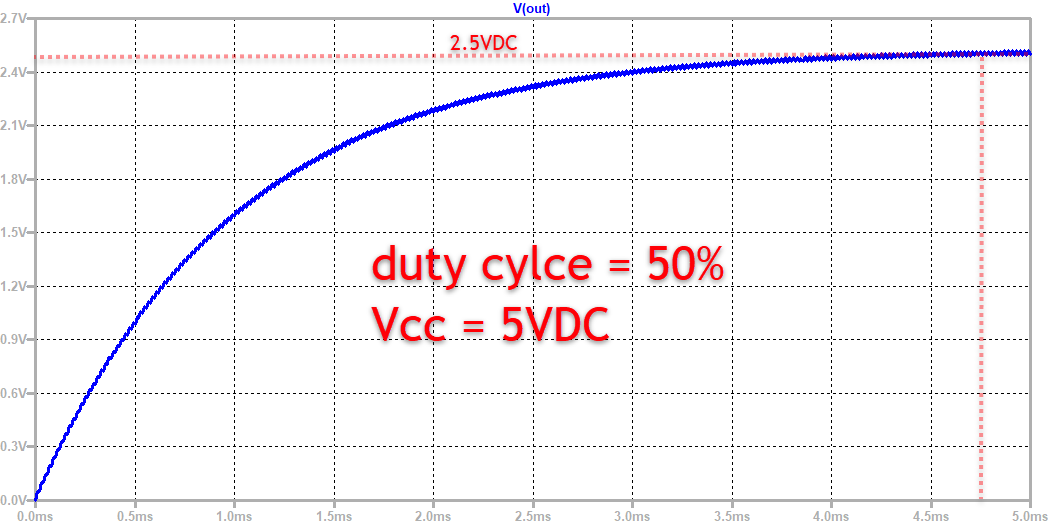 V(out)
2.7V
2.5VDC
2.4V
2.1V
1.8V
1.5V
duty cylce = 50%
1.2V
Vcc = 5VDC
0.9V
0.6V
0.3V
0.0V
0.0ms 0.5ms 1.0ms 1.5ms 2.0ms 2.5ms 3.0ms 3.5ms 4.0ms 4.5ms 5.0ms